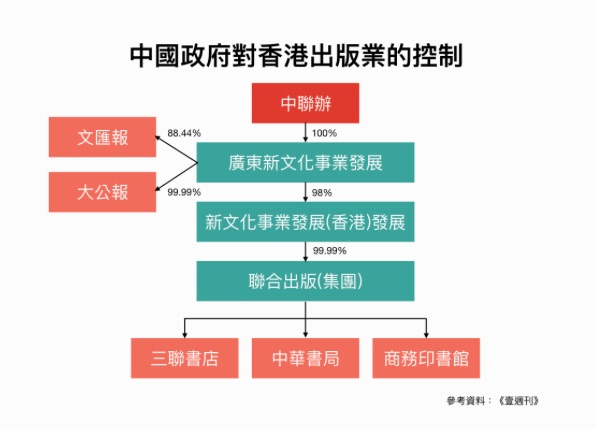 中國政府對香港出版業的控制
中聯辦
100%
文匯報
88.44%
廣東新文化事業發展
大公報
99.99%
98%
新文化事業發展(香港)發展
99.99%
聯合出版(集團)
三聯書店
中華書局
商務印書館
參考資料：《壹週刊》